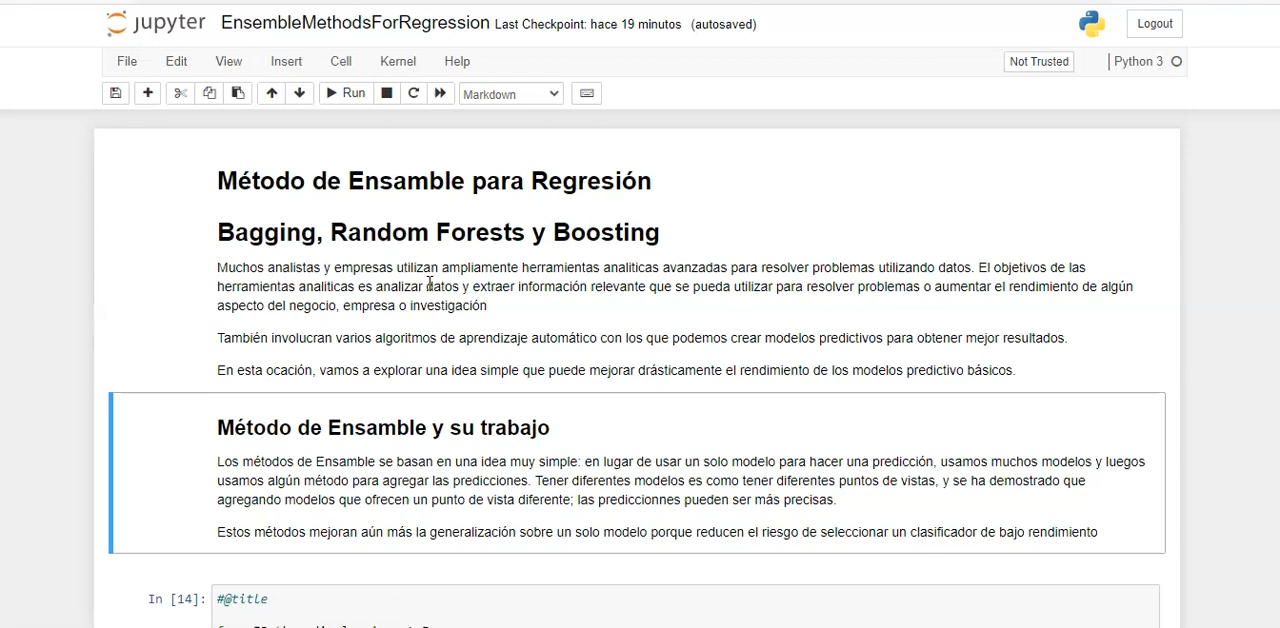 jupyter EnsembleMethodsForRegression Last Checkpoint: hace 19 minutos (autosaved) Logout
File Edit View Insert Cell Kernel Help Not Trusted Python 3
Run Markdown
Método de Ensamble para Regresión
Bagging, Random Forests y Boosting
Muchos analistas y empresas utilizan ampliamente herramientas analiticas avanzadas para resolver problemas utilizando datos. El objetivos de las
herramientas analiticas es analizar datos y extraer información relevante que se pueda utilizar para resolver problemas o aumentar el rendimiento de algún
aspecto del negocio, empresa o investigación
También involucran varios algoritmos de aprendizaje automático con los que podemos crear modelos predictivos para obtener mejor resultados.
En esta ocación, vamos a explorar una idea simple que puede mejorar drásticamente el rendimiento de los modelos predictivo básicos.
Método de Ensamble y su trabajo
Los métodos de Ensamble se basan en una idea muy simple: en lugar de usar un solo modelo para hacer una predicción, usamos muchos modelos y luegos
usamos algún método para agregar las predicciones. Tener diferentes modelos es como tener diferentes puntos de vistas, y se ha demostrado que
agregando modelos que ofrecen un punto de vista diferente; las prediccionnes pueden ser más precisas.
Estos métodos mejoran aún más la generalización sobre un solo modelo porque reducen el riesgo de seleccionar un clasificador de bajo rendimiento
In [14]: #@title